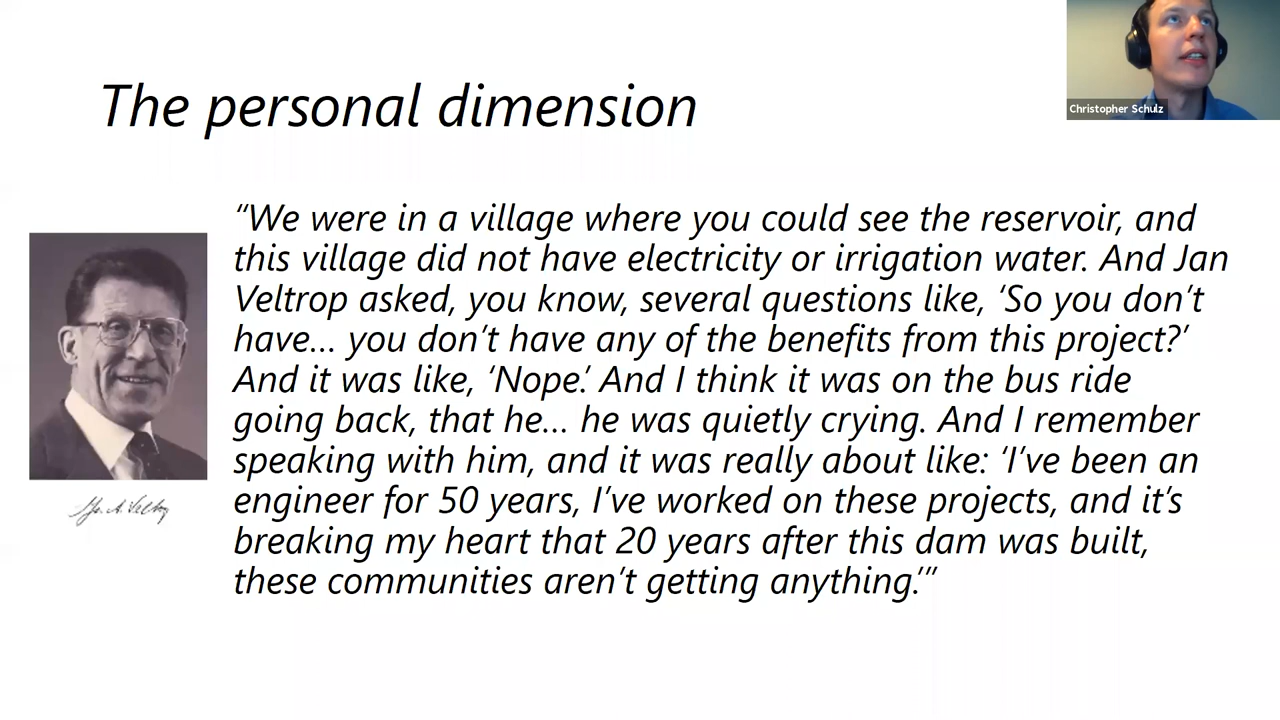 The personal dimension
Christopher Schulz
“We were in a village where you could see the reservoir, and
this village did not have electricity or irrigation water. And Jan
Veltrop asked, you know, several questions like, ‘So you don’t
have… you don’t have any of the benefits from this project?’
And it was like, ‘Nope.’ And I think it was on the bus ride
going back, that he… he was quietly crying. And I remember
speaking with him, and it was really about like: ‘I’ve been an
engineer for 50 years, I’ve worked on these projects, and it’s
breaking my heart that 20 years after this dam was built,
these communities aren’t getting anything.’”